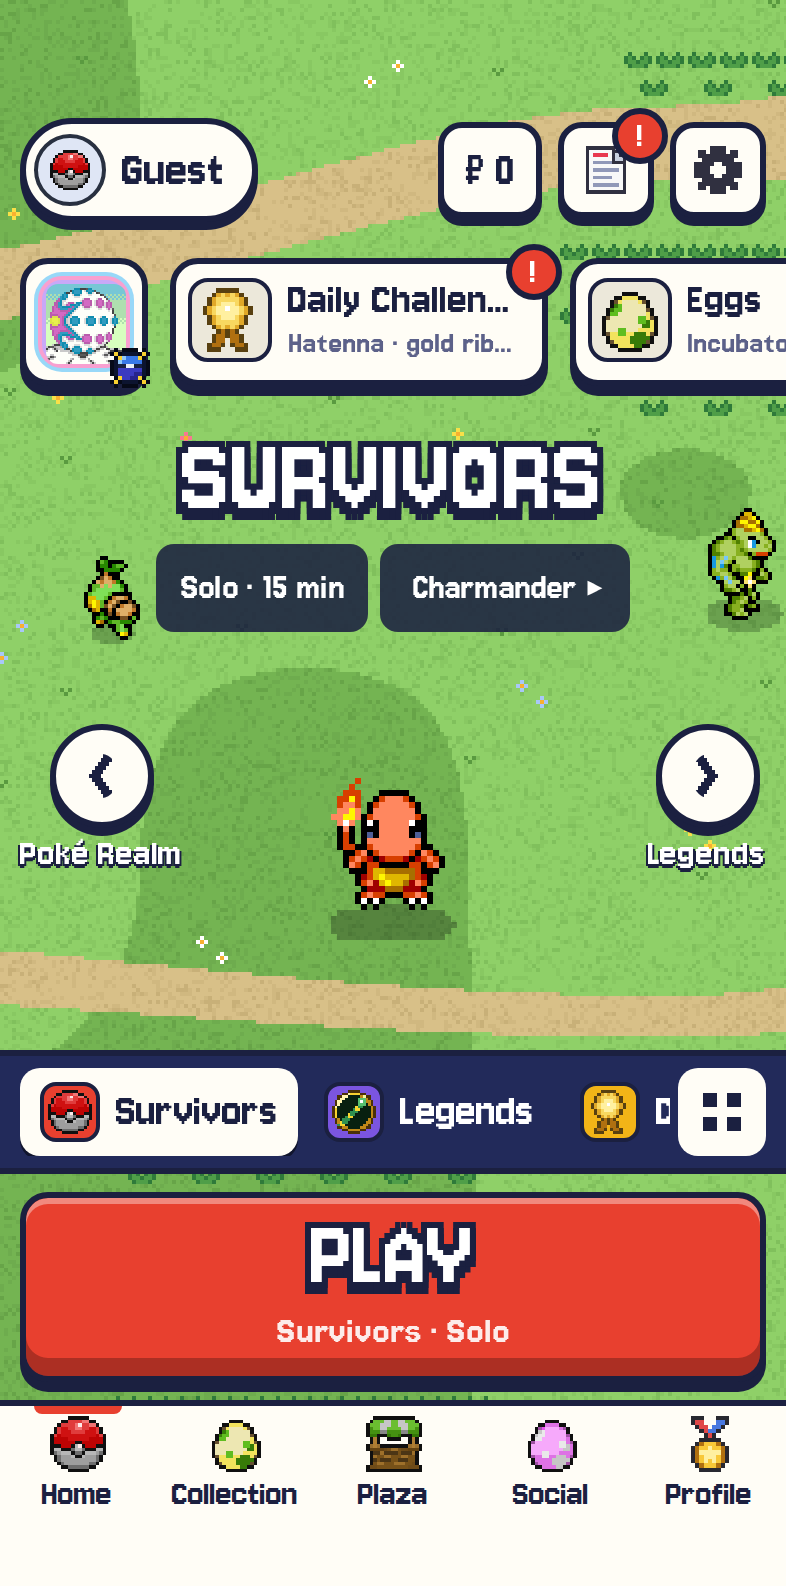 Guest
₽ 0
!
!
Daily Challen...
Hatenna · gold rib...
Eggs
Incubato
SURVIVORS
Solo · 15 min
Charmander ▸
Poké Realm
Legends
Survivors
Legends
D
PLAY
Survivors · Solo
Home
Collection
Plaza
Social
Profile